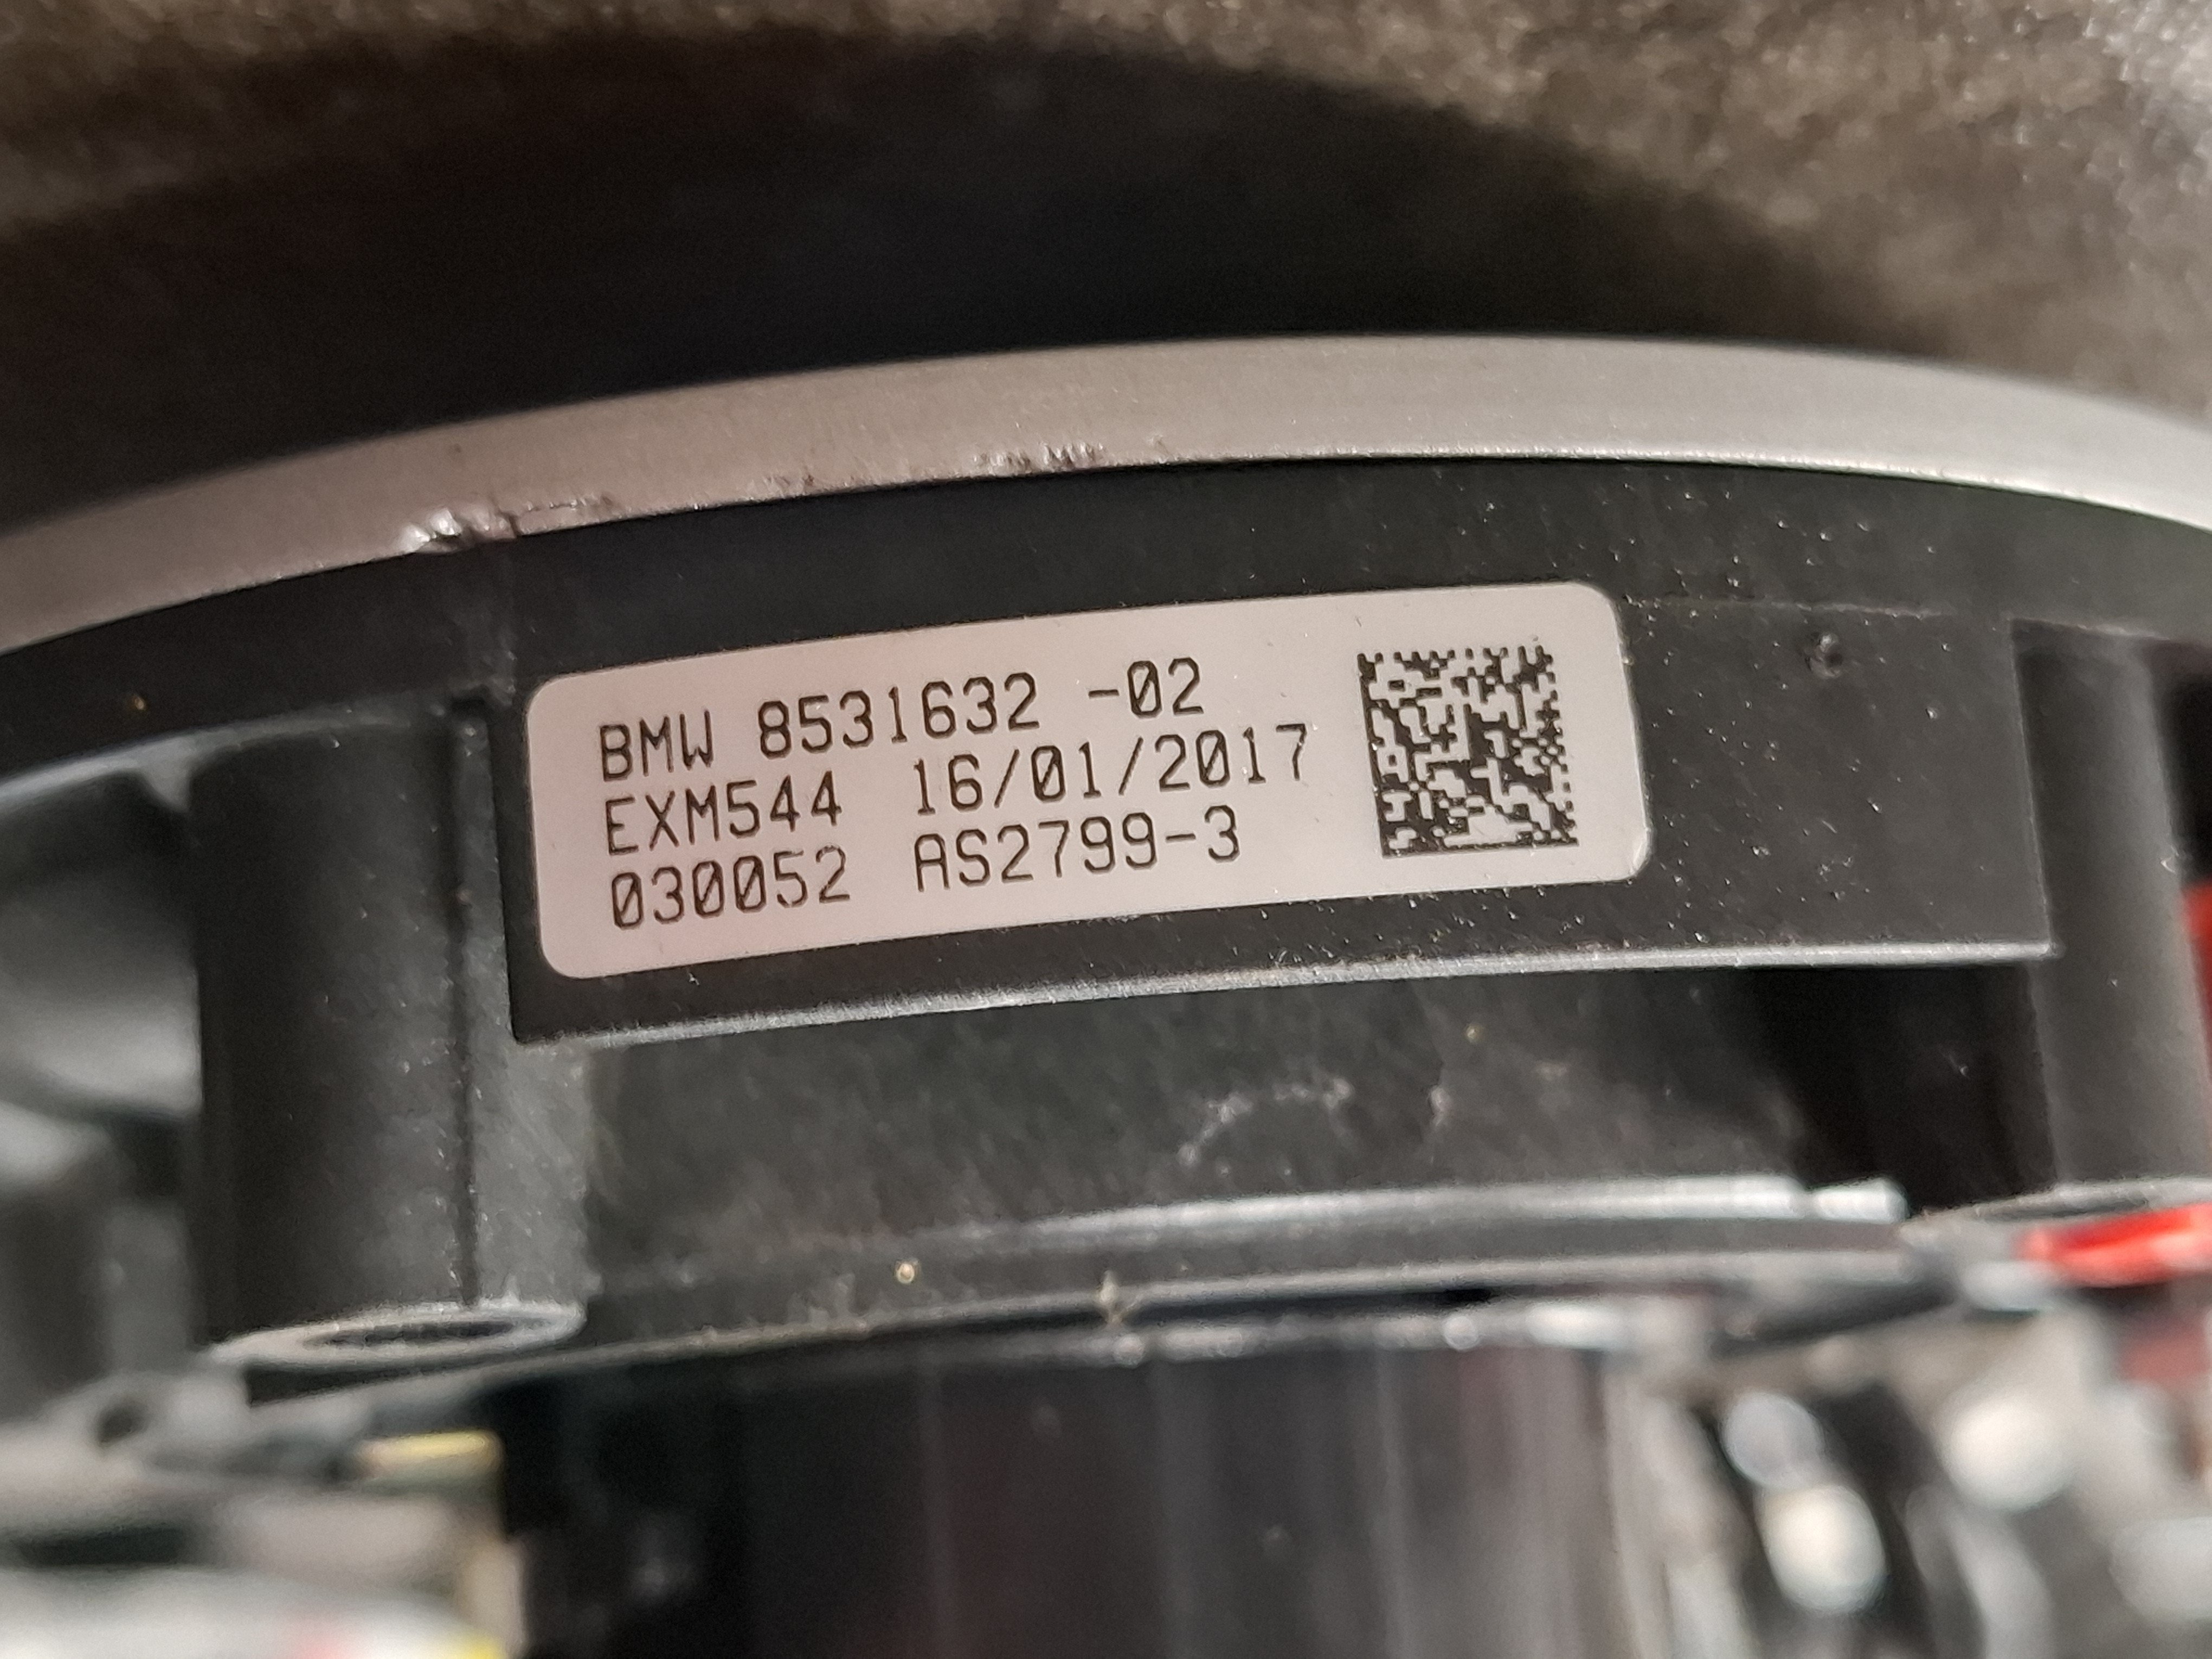 BMW 8531632 -02
EXM544 16/01/2017
030052 AS2799-3